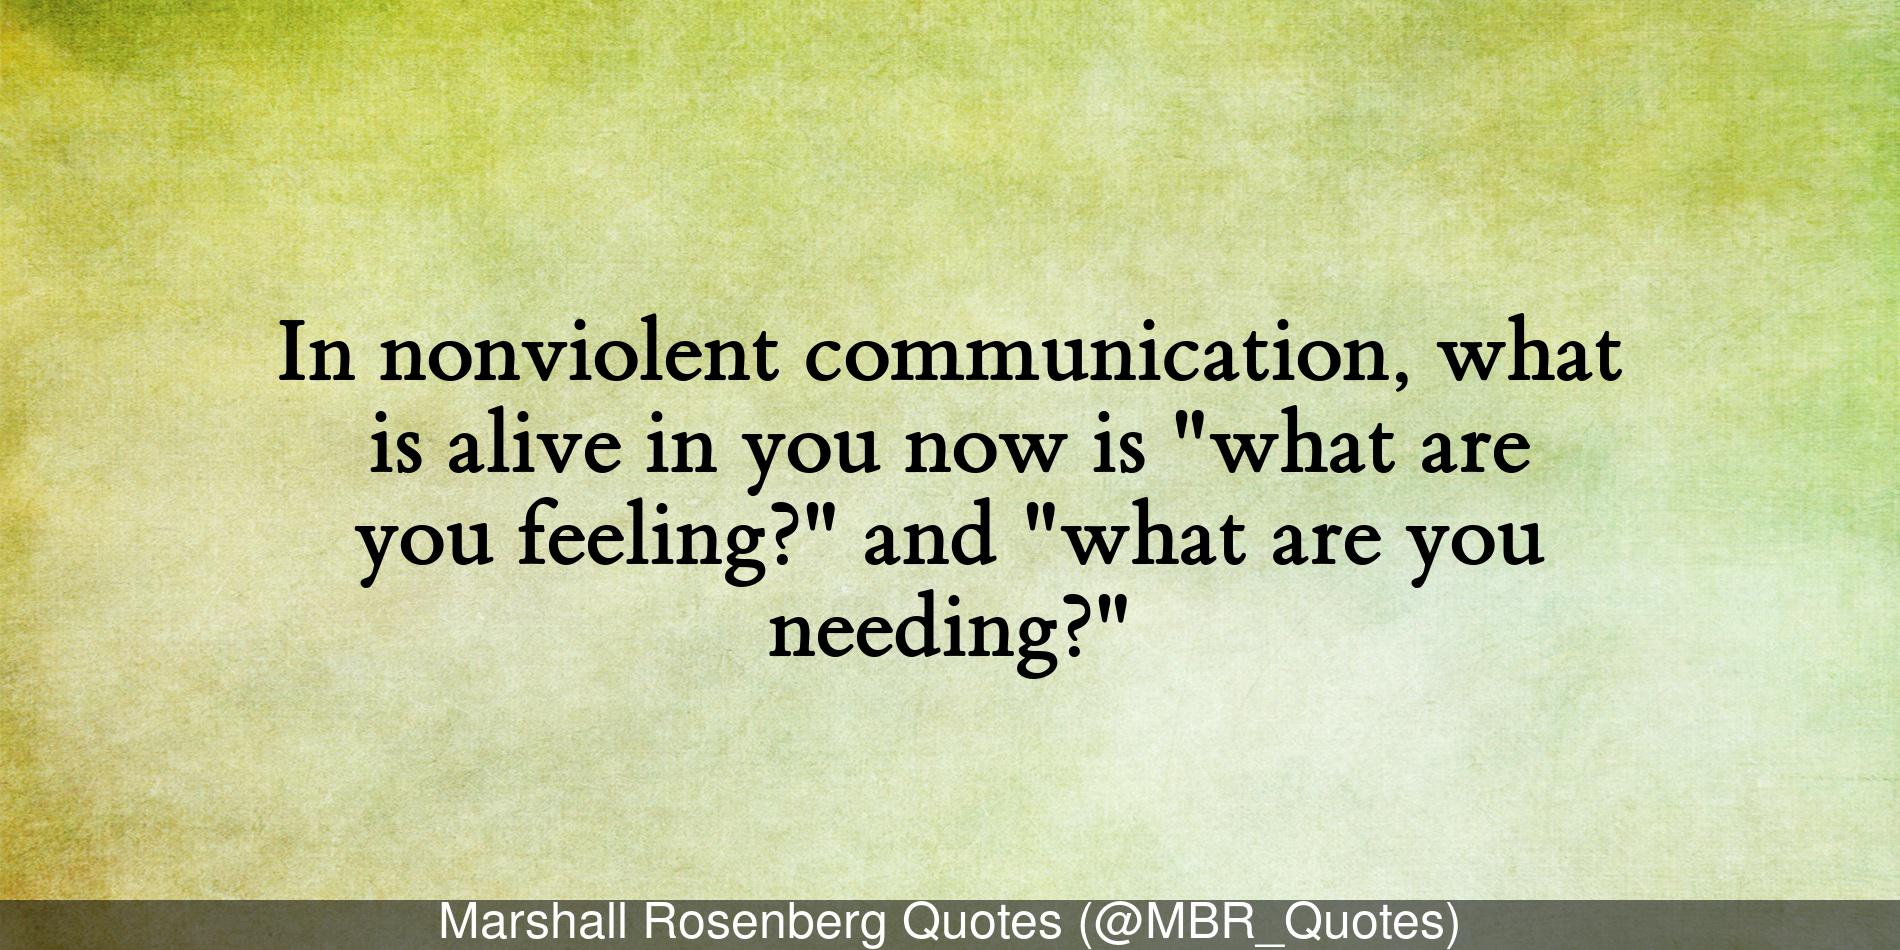 In nonviolent communication, what
is alive in you now is "what are
you feeling?" and "what are you
needing?"
Marshall Rosenberg Quotes (@MBR_Quotes)